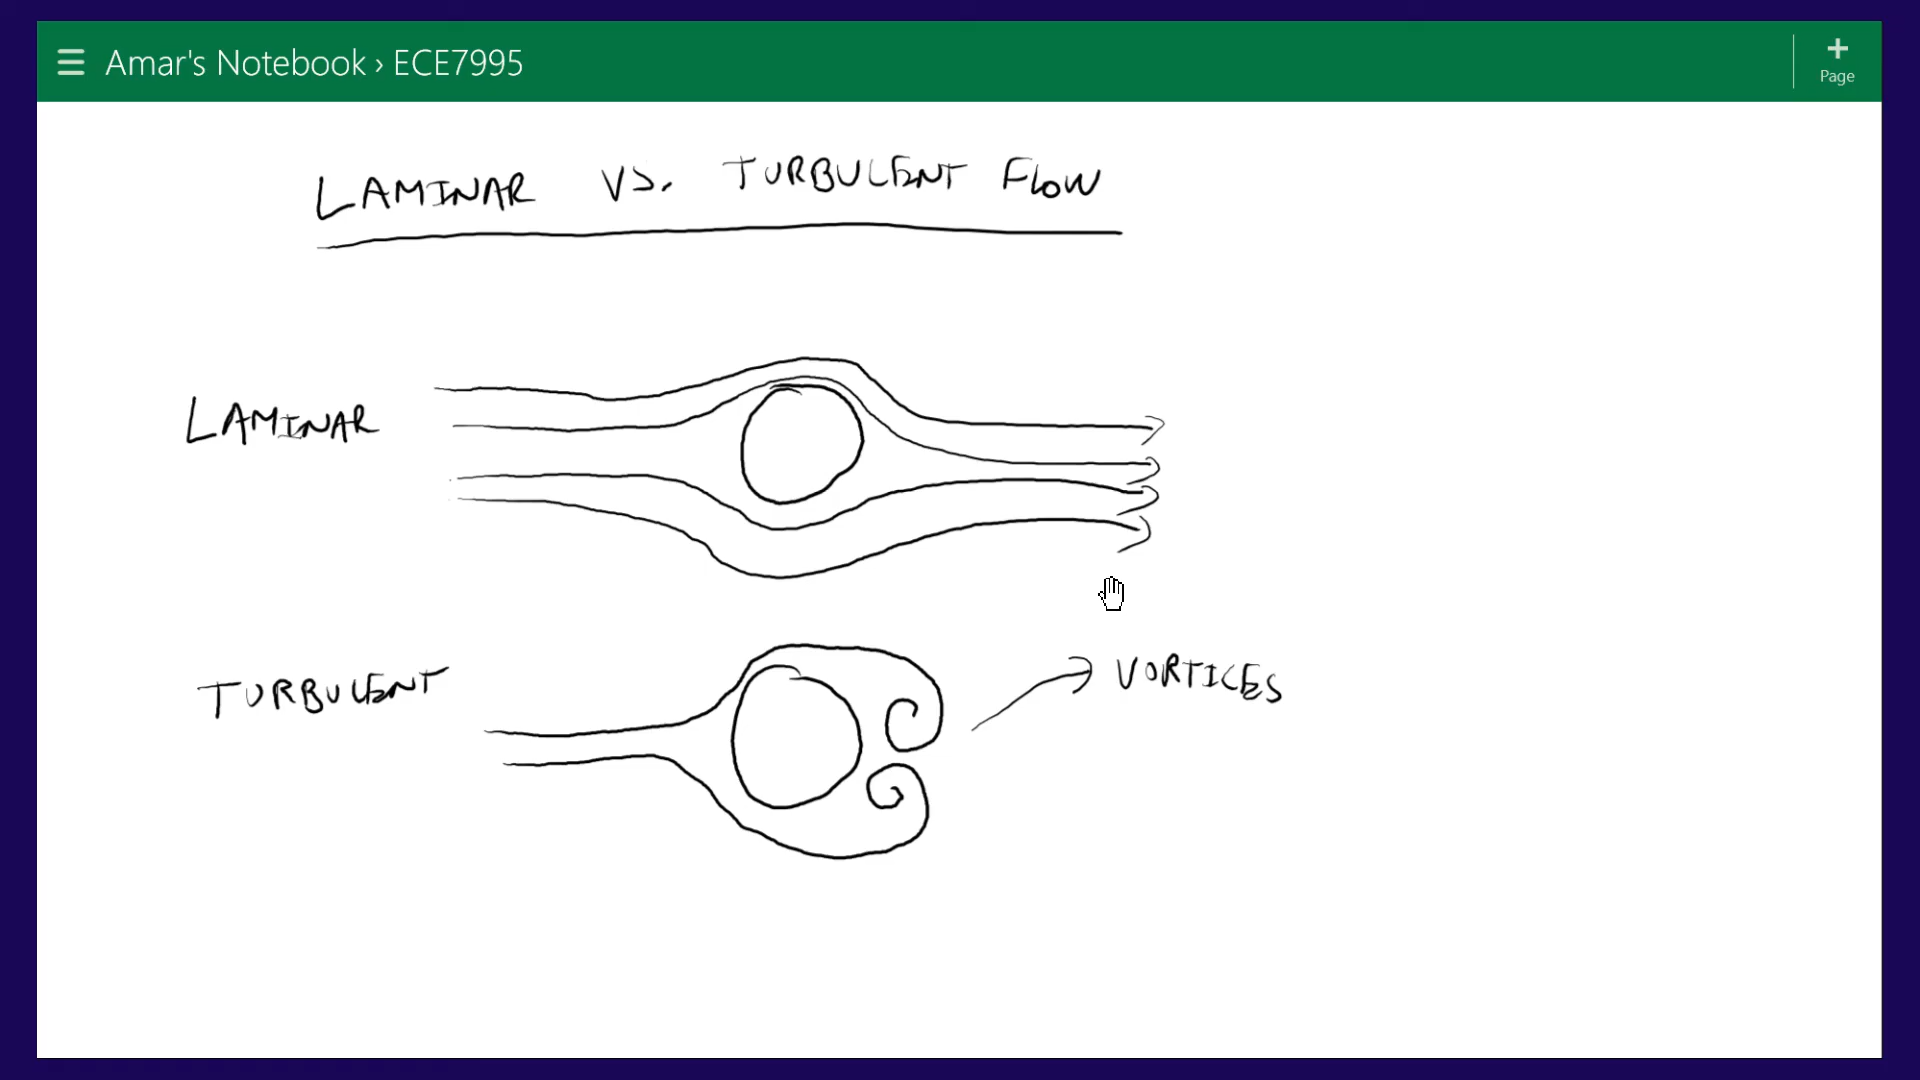 Amar's Notebook › ECE7995
Page
LAMINAR VS. TURBULENT FLOW
LAMINAR
TURBULENT
VORTICES